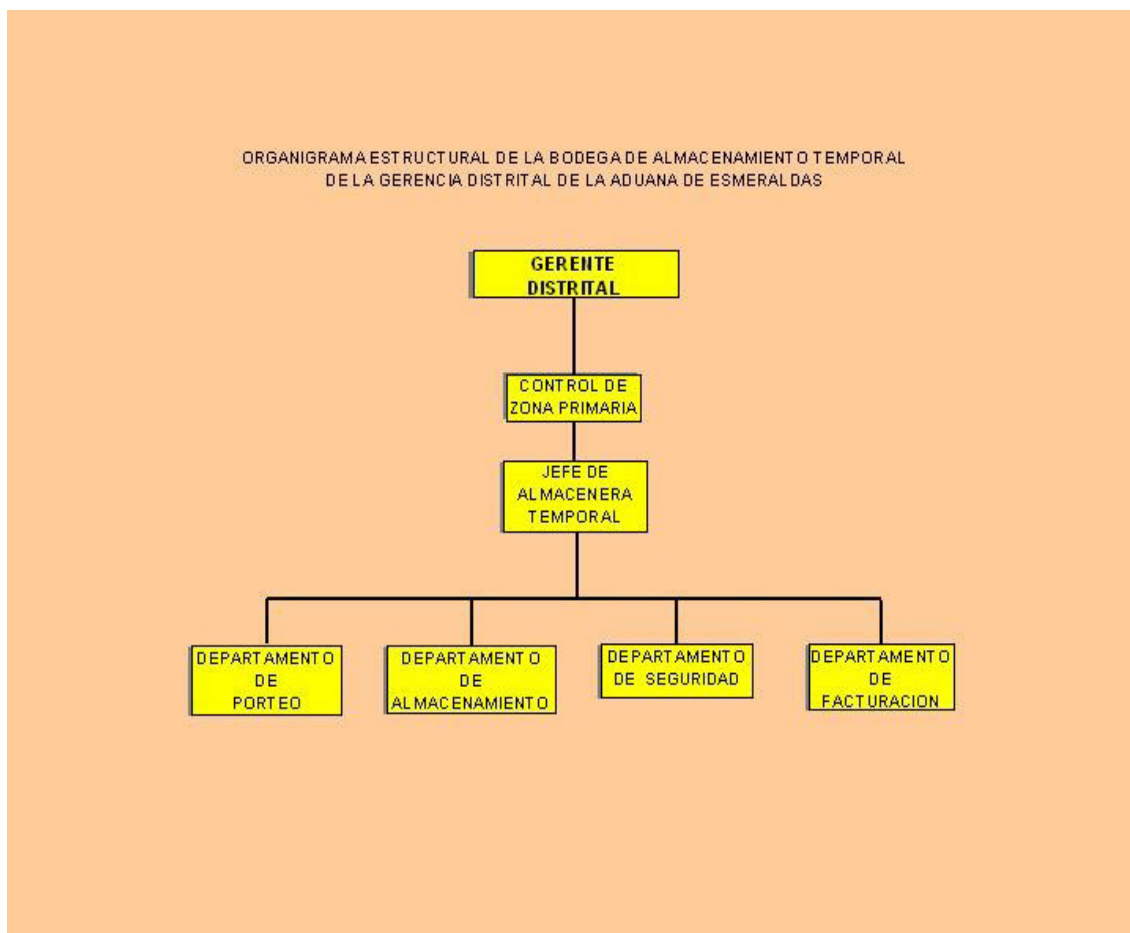 ORGANIGRAMA ESTRUCTURAL DE LA BODEGA DE ALMACENAMIENTO TEMPORAL
DE LA GERENCIA DISTRITAL DE LA ADUANA DE ESMERALDAS
GERENTE
DISTRITAL
CONTROL DE
ZONA PRIMARIA
JEFE DE
ALMACENERA
TEMPORAL
DEPARTAMENTO
DE
PORTEO
DEPARTAMENTO
DE
ALMACENAMIENTO
DEPARTAMENTO
DE SEGURIDAD
DEPARTAMENTO
DE
FACTURACION